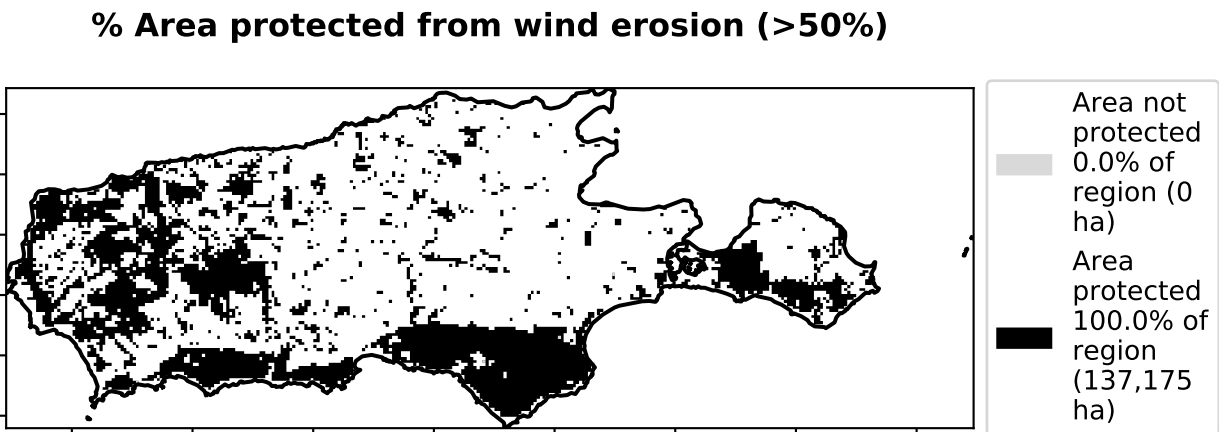 % Area protected from wind erosion (>50%)
Area not
protected
0.0% of
region (0
ha)
Area
protected
100.0% of
region
(137,175
ha)